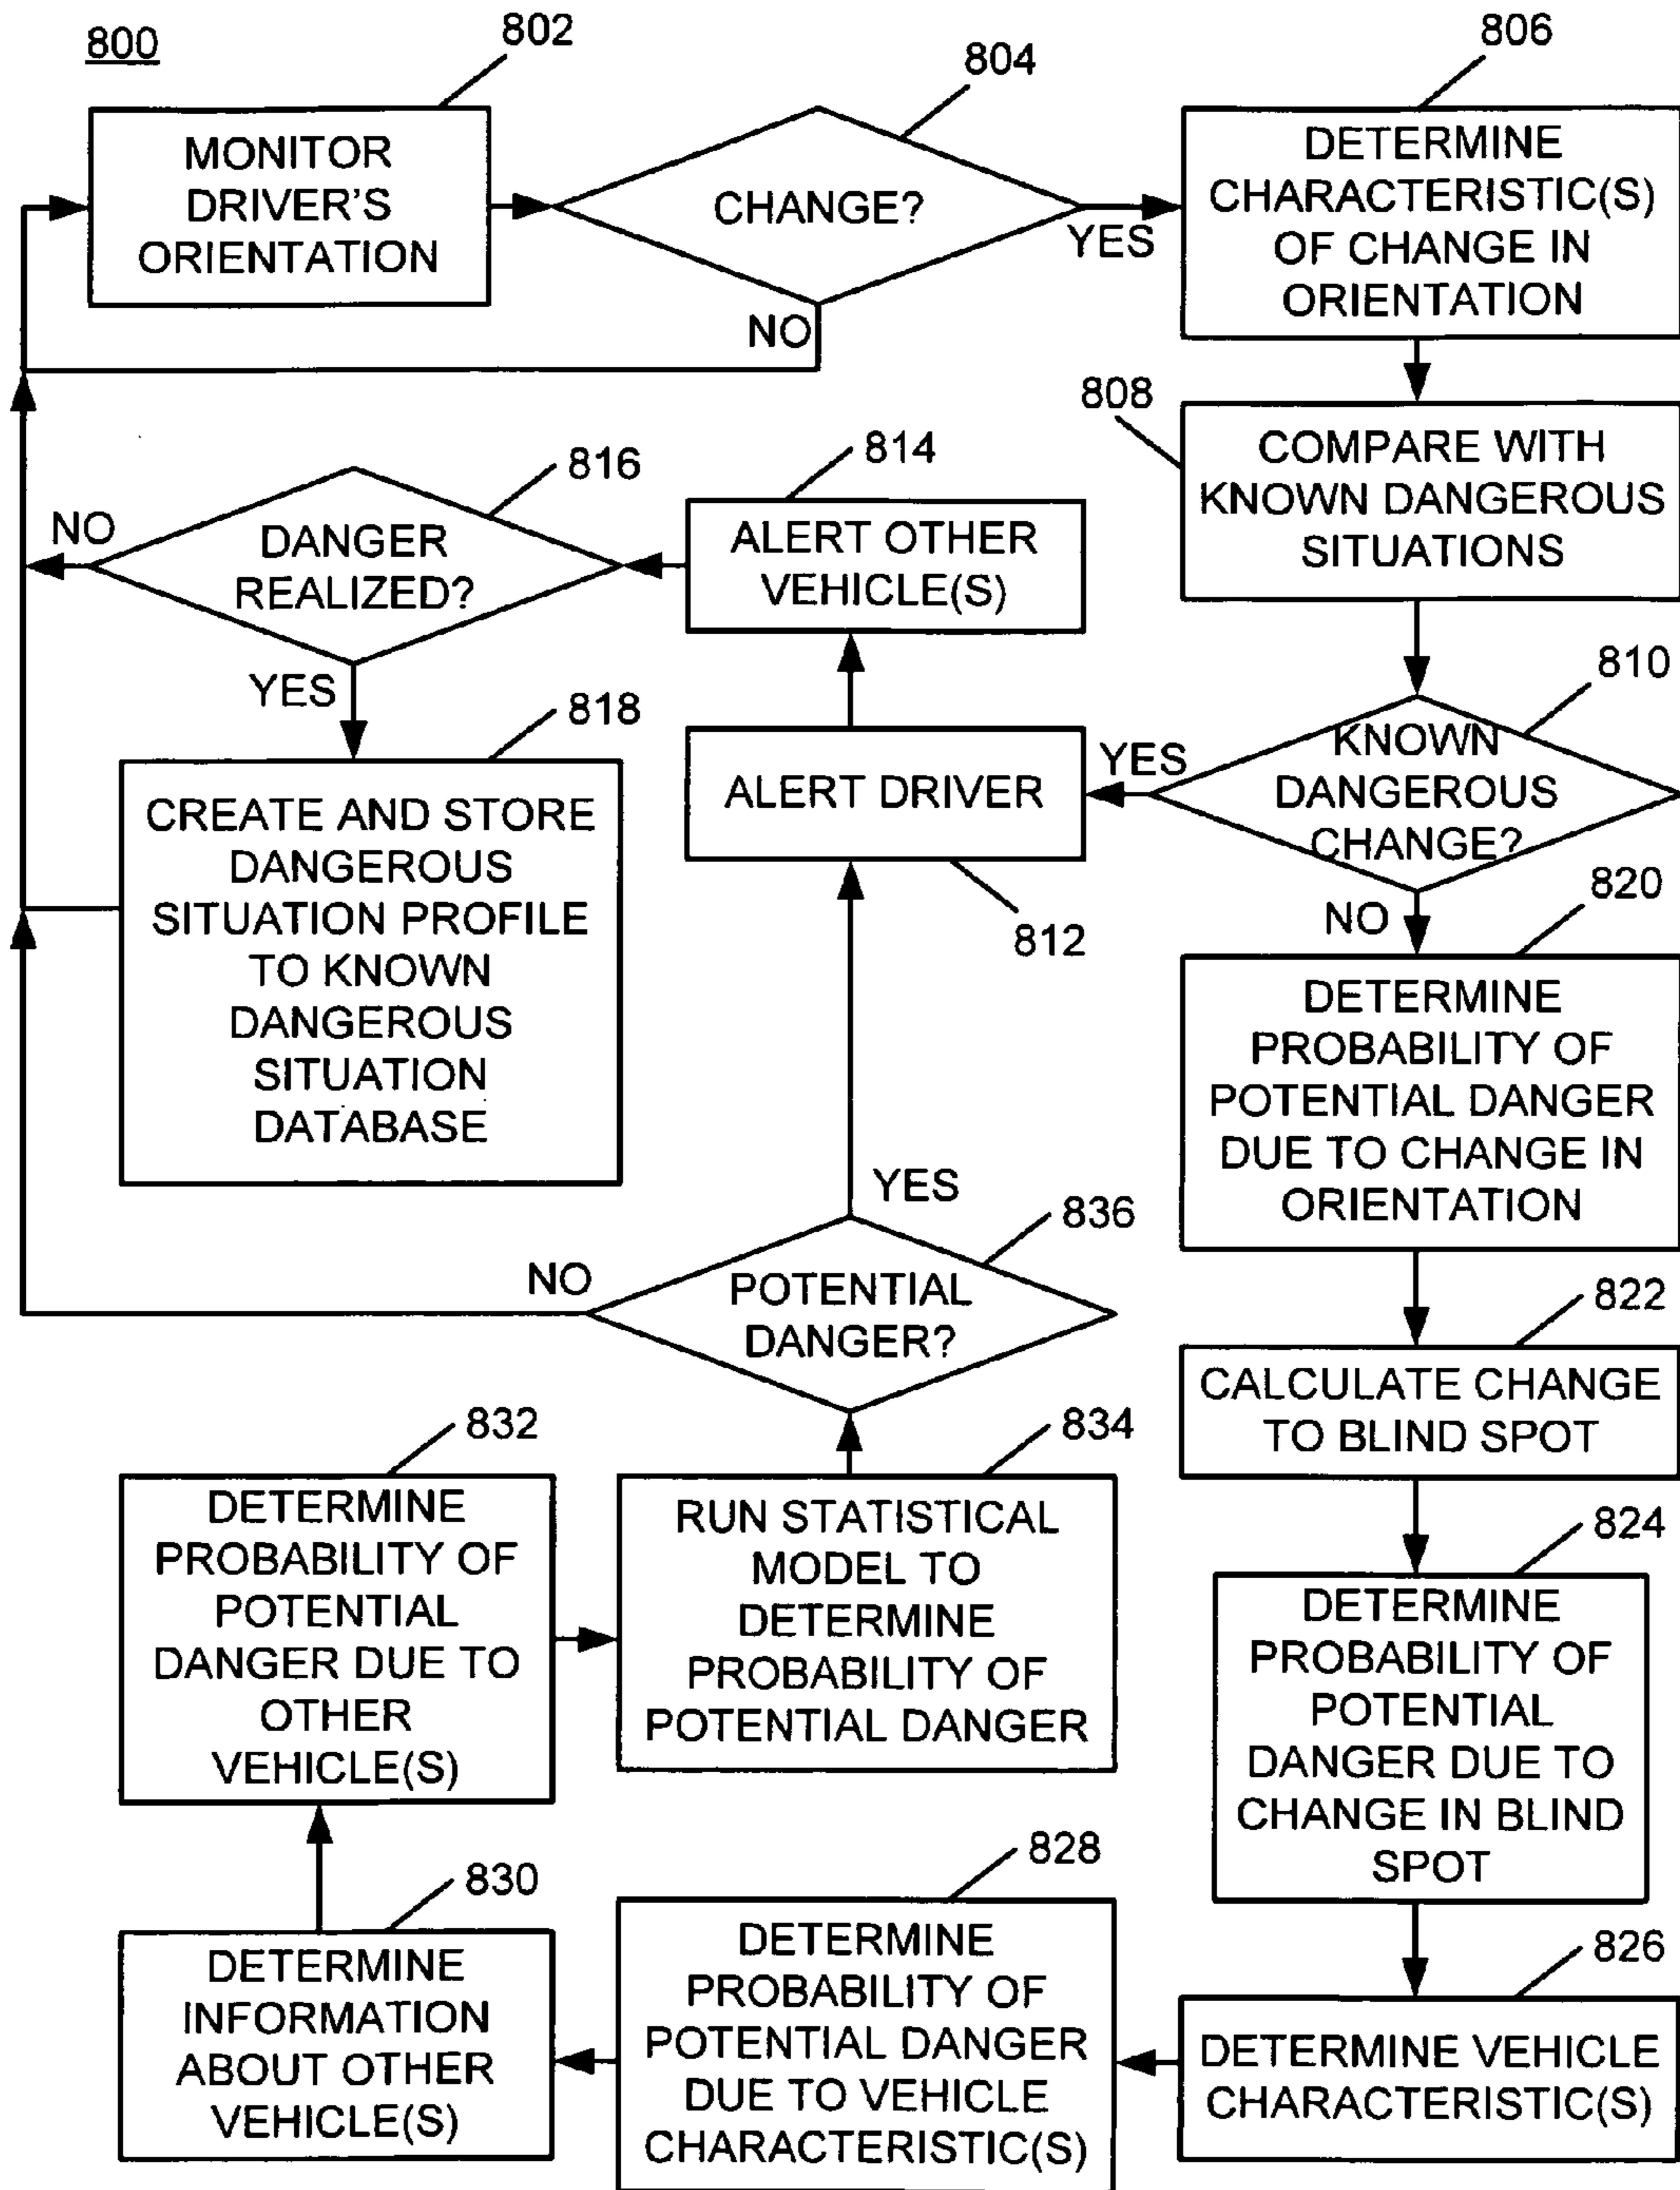 800
802
MONITOR
DRIVER'S
ORIENTATION
804
CHANGE?
YES
NO
806
DETERMINE
CHARACTERISTIC(S)
OF CHANGE IN
ORIENTATION
808
COMPARE WITH
KNOWN DANGEROUS
SITUATIONS
810
KNOWN
DANGEROUS
CHANGE?
YES
NO
812
ALERT DRIVER
814
ALERT OTHER
VEHICLE(S)
816
DANGER
REALIZED?
NO
YES
818
CREATE AND STORE
DANGEROUS
SITUATION PROFILE
TO KNOWN
DANGEROUS
SITUATION
DATABASE
820
DETERMINE
PROBABILITY OF
POTENTIAL DANGER
DUE TO CHANGE IN
ORIENTATION
822
CALCULATE CHANGE
TO BLIND SPOT
824
DETERMINE
PROBABILITY OF
POTENTIAL
DANGER DUE TO
CHANGE IN BLIND
SPOT
826
DETERMINE VEHICLE
CHARACTERISTIC(S)
828
DETERMINE
PROBABILITY OF
POTENTIAL DANGER
DUE TO VEHICLE
CHARACTERISTIC(S)
830
DETERMINE
INFORMATION
ABOUT OTHER
VEHICLE(S)
832
DETERMINE
PROBABILITY OF
POTENTIAL
DANGER DUE TO
OTHER
VEHICLE(S)
834
RUN STATISTICAL
MODEL TO
DETERMINE
PROBABILITY OF
POTENTIAL DANGER
836
POTENTIAL
DANGER?
YES
NO